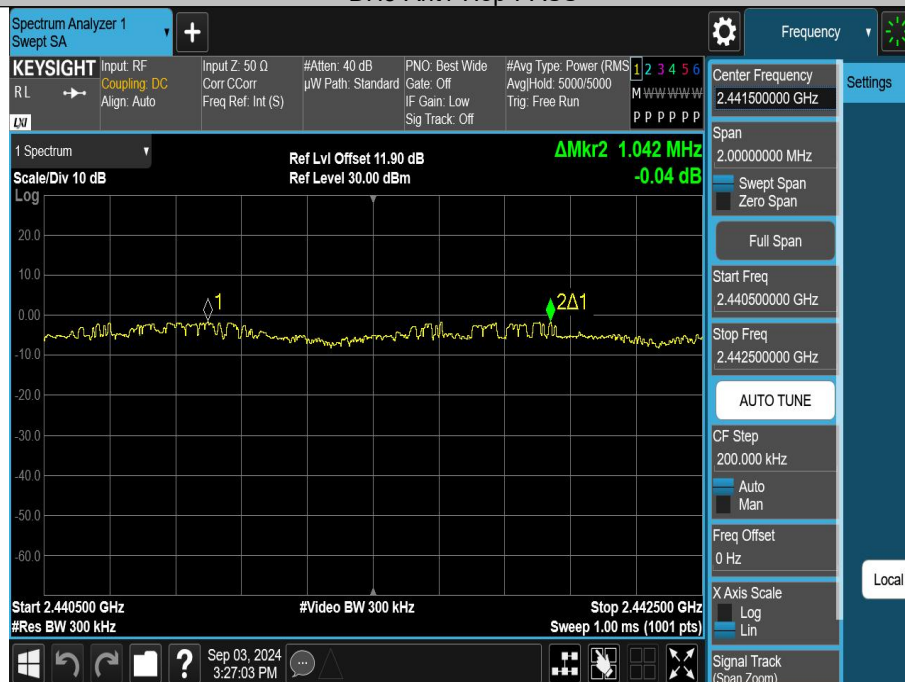 Spectrum Analyzer 1
Swept SA
+
Frequency
KEYSIGHT
R L
LXI
Input: RF
Coupling: DC
Align: Auto
Input Z: 50 Ω
Corr CCorr
Freq Ref: Int (S)
#Atten: 40 dB
µW Path: Standard
PNO: Best Wide
Gate: Off
IF Gain: Low
Sig Track: Off
#Avg Type: Power (RMS
Avg|Hold: 5000/5000
Trig: Free Run
1 2 3 4 5 6
M W W W W W
P P P P P P
1 Spectrum
Scale/Div 10 dB
Log
Ref Lvl Offset 11.90 dB
Ref Level 30.00 dBm
ΔMkr2 1.042 MHz
-0.04 dB
20.0
10.0
0.00
-10.0
-20.0
-30.0
-40.0
-50.0
-60.0
1
2Δ1
Start 2.440500 GHz
#Res BW 300 kHz
#Video BW 300 kHz
Stop 2.442500 GHz
Sweep 1.00 ms (1001 pts)
Center Frequency
2.441500000 GHz
Settings
Span
2.00000000 MHz
Swept Span
Zero Span
Full Span
Start Freq
2.440500000 GHz
Stop Freq
2.442500000 GHz
AUTO TUNE
CF Step
200.000 kHz
Auto
Man
Freq Offset
0 Hz
Local
X Axis Scale
Log
Lin
Signal Track
(Span Zoom)
?
Sep 03, 2024
3:27:03 PM